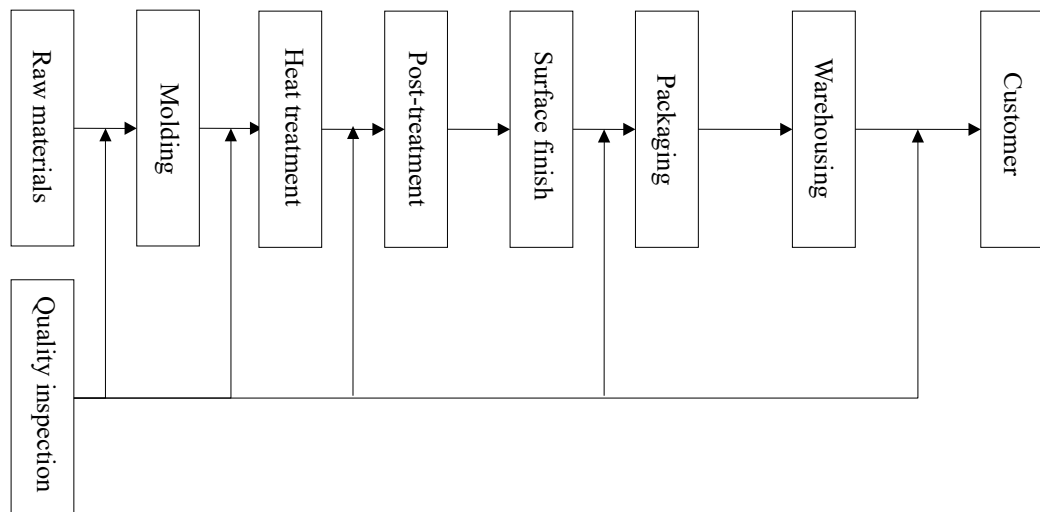 Raw materials
Molding
Heat treatment
Post-treatment
Surface finish
Packaging
Warehousing
Customer
Quality inspection